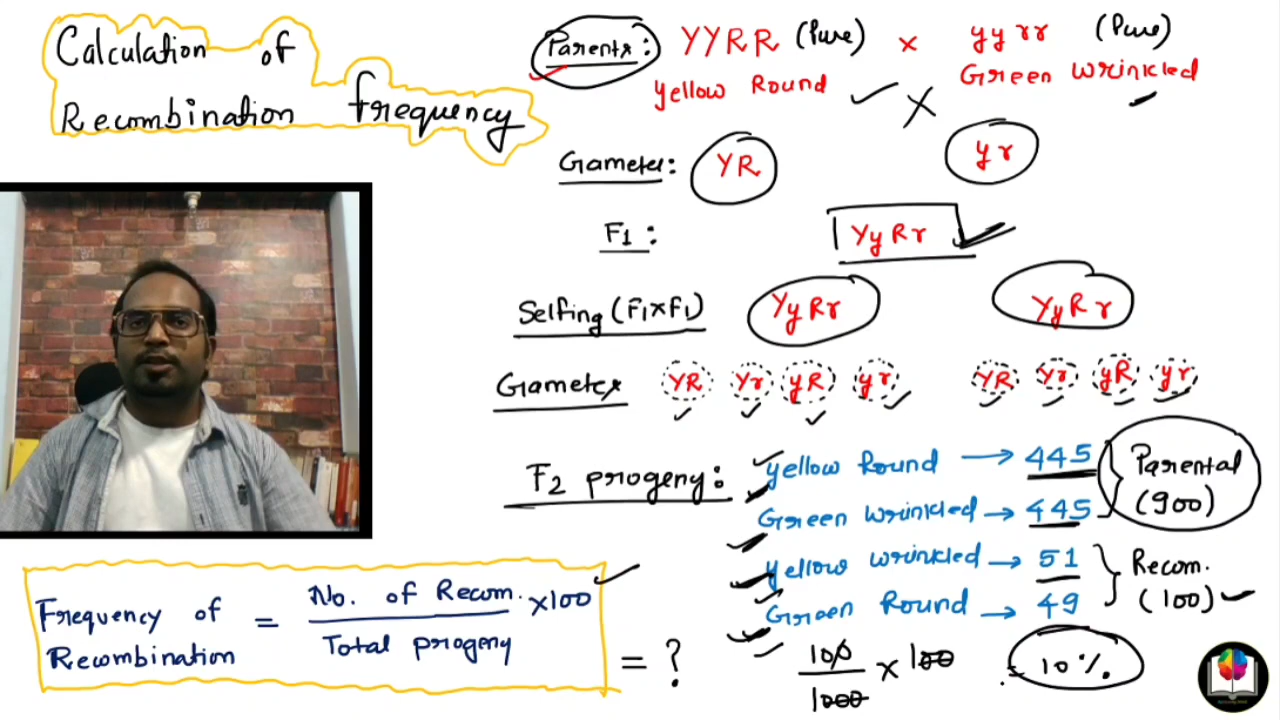 Calculation of
Recombination frequency
Parents: YYRR (Pure) x yyrr (Pure)
Yellow Round Green Wrinkled
Gametes: YR yr
F1: YyRr
Selfing (F1xF1) YyRr YyRr
Gametes YR Yr yR yr YR Yr yR yr
F2 progeny: Yellow Round → 445
Green Wrinkled → 445
Parental
(900)
Yellow Wrinkled → 51
Green Round → 49
Recom.
(100)
Frequency of Recombination = No. of Recom. / Total progeny x100
= ?
100/1000 x 100 = 10%